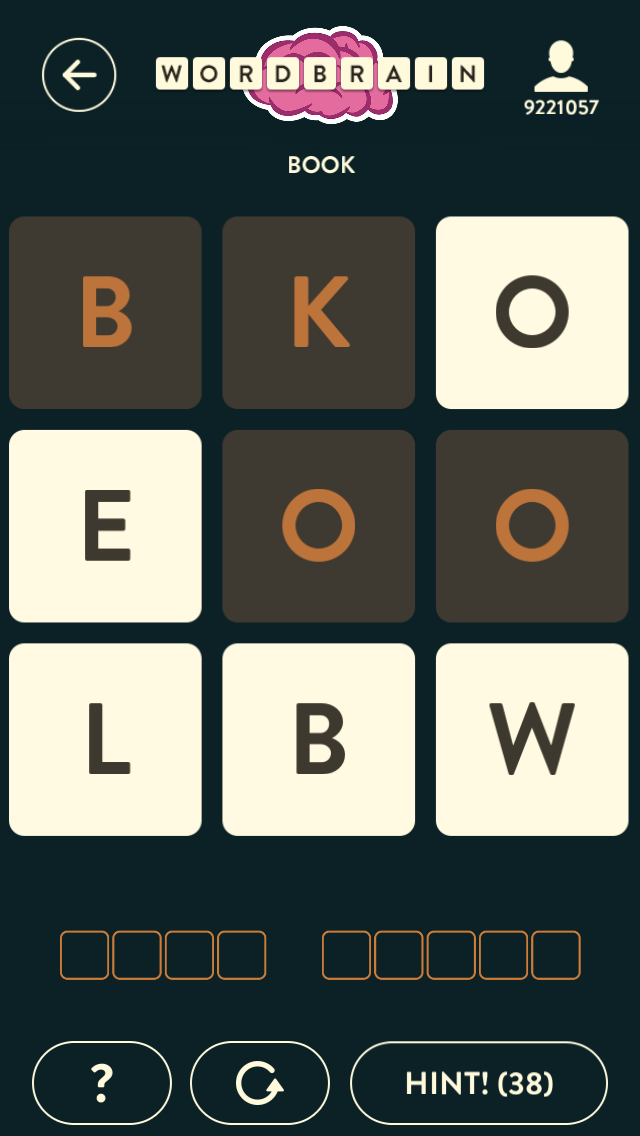 WORDBRAIN
9221057
BOOK
B K O
E O O
L B W
? HINT! (38)